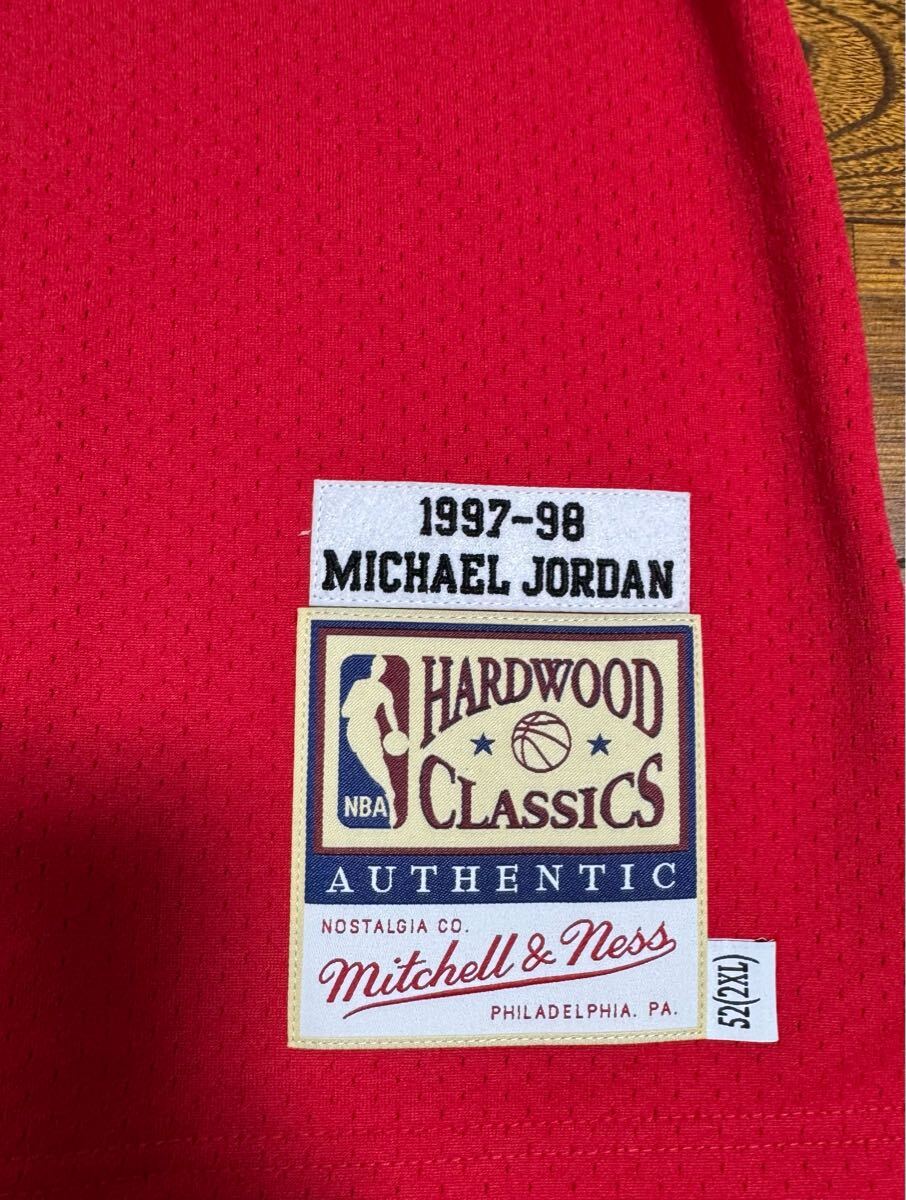 1997-98
MICHAEL JORDAN
HARDWOOD
CLASSICS
NBA
AUTHENTIC
NOSTALGIA CO.
Mitchell & Ness
PHILADELPHIA. PA.
52(2XL)